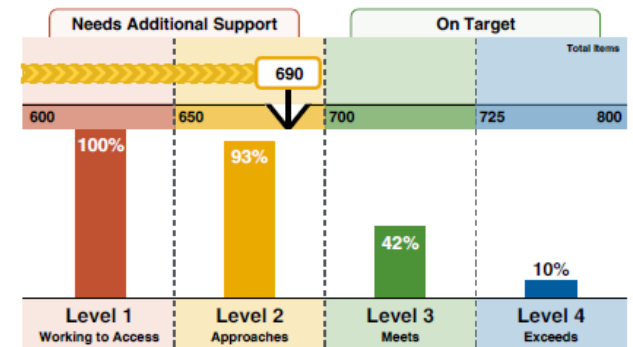 Needs Additional Support
On Target
Total Items
690
600
650
700
725
800
100%
93%
42%
10%
Level 1
Working to Access
Level 2
Approaches
Level 3
Meets
Level 4
Exceeds